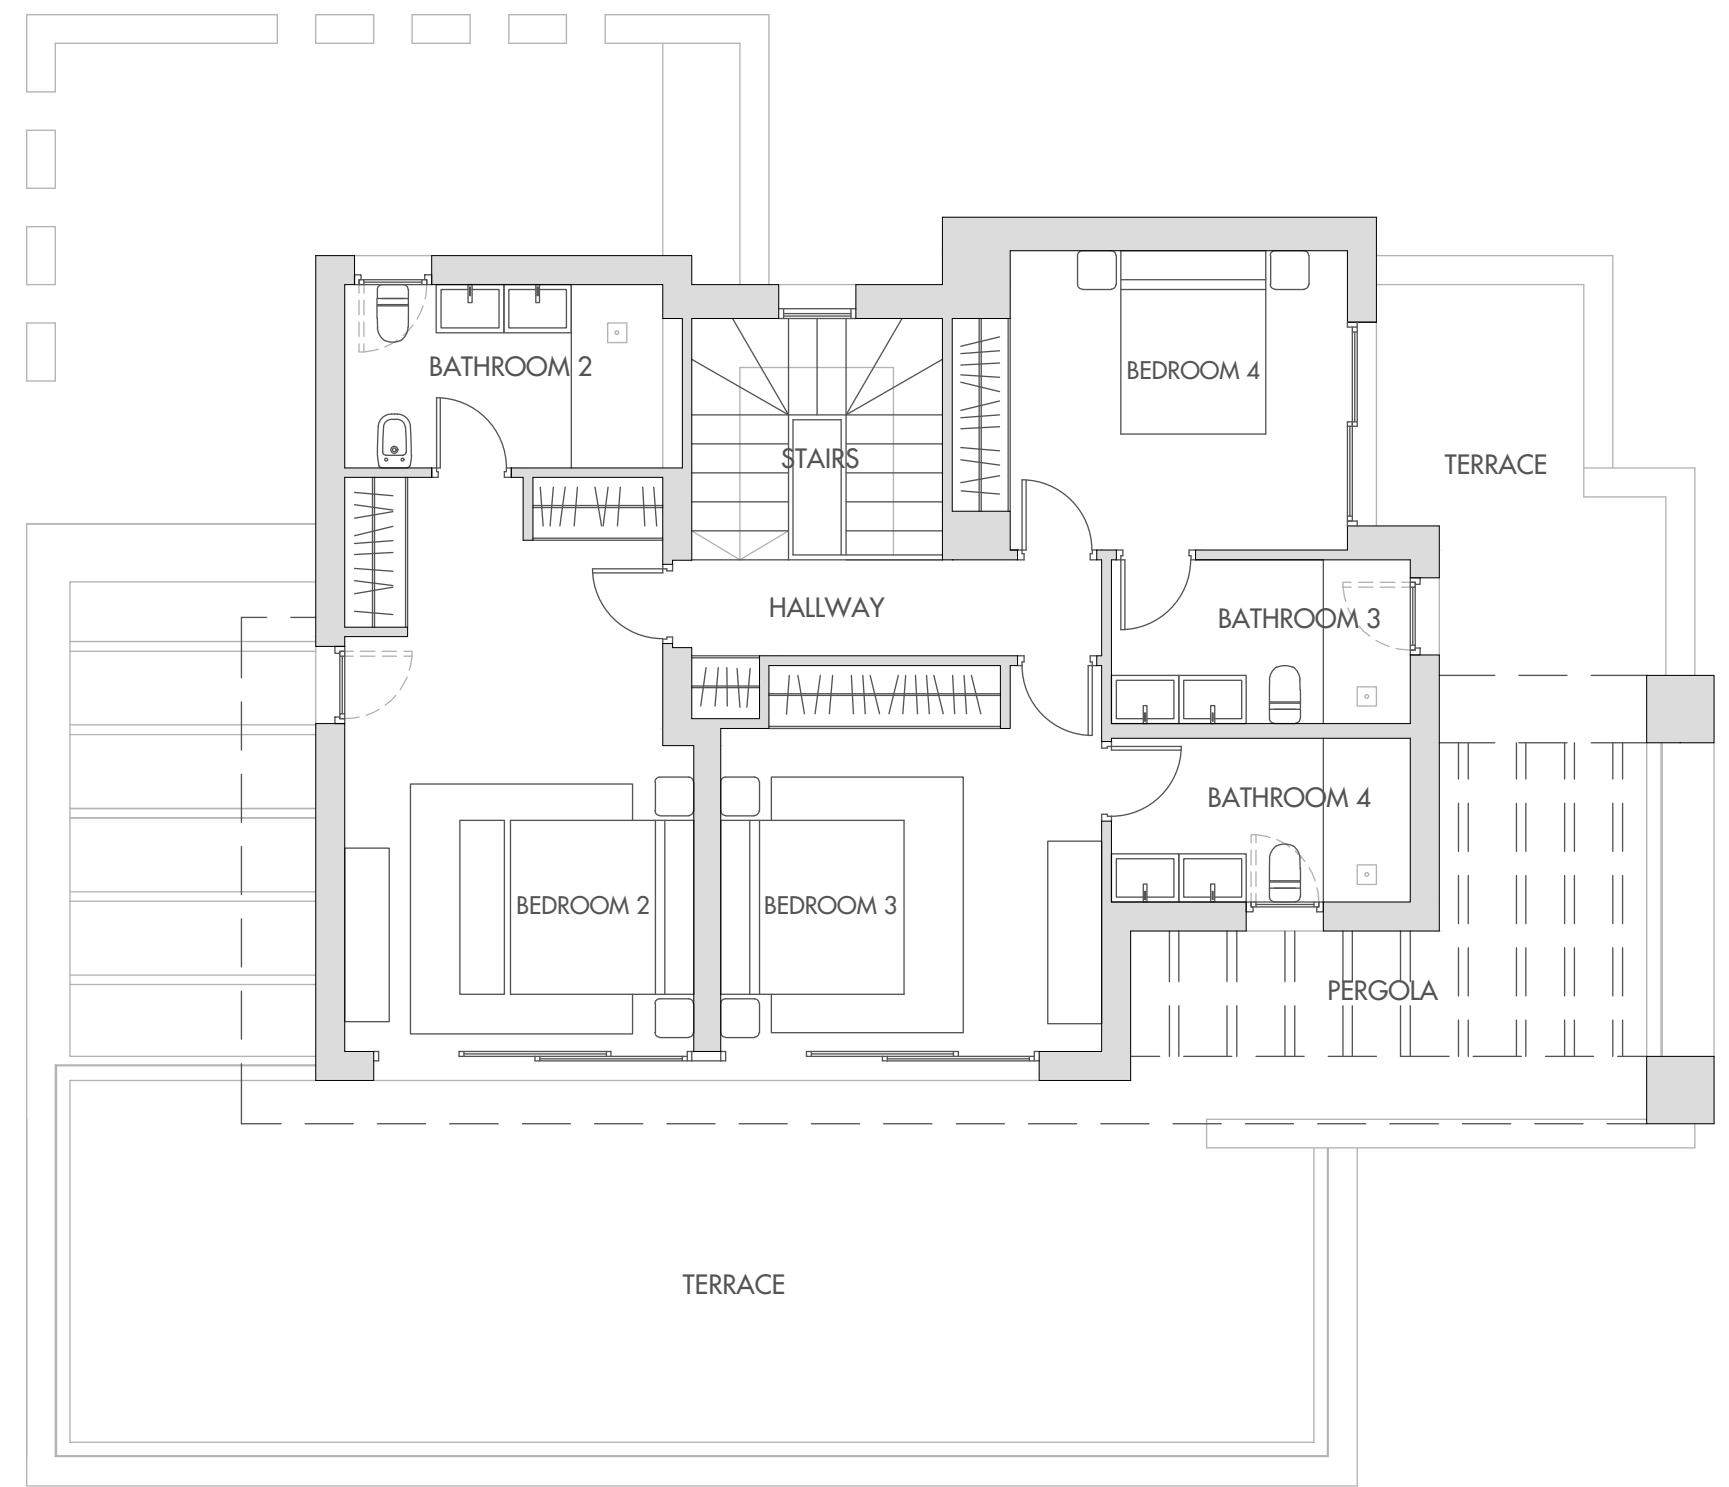 BATHROOM 2
BEDROOM 4
STAIRS
TERRACE
HALLWAY
BATHROOM 3
BATHROOM 4
BEDROOM 2
BEDROOM 3
PERGOLA
TERRACE